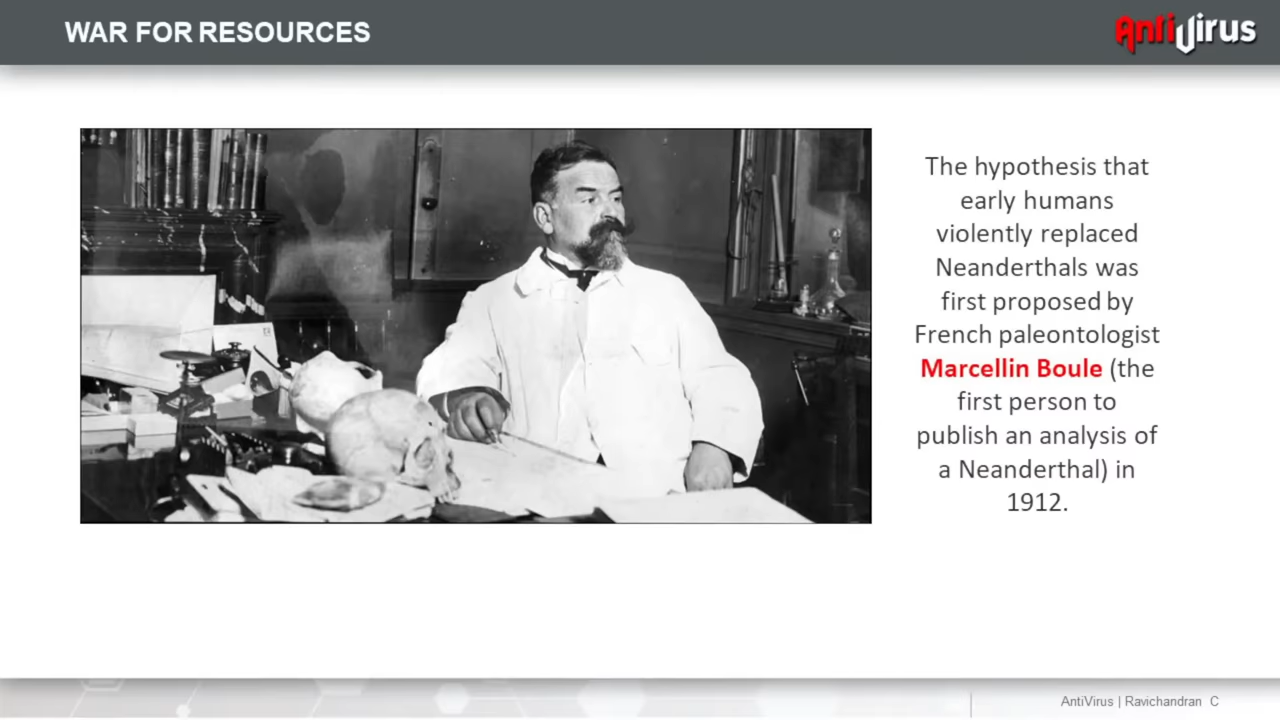 WAR FOR RESOURCES
AntiVirus
The hypothesis that
early humans
violently replaced
Neanderthals was
first proposed by
French paleontologist
Marcellin Boule (the
first person to
publish an analysis of
a Neanderthal) in
1912.
AntiVirus | Ravichandran C